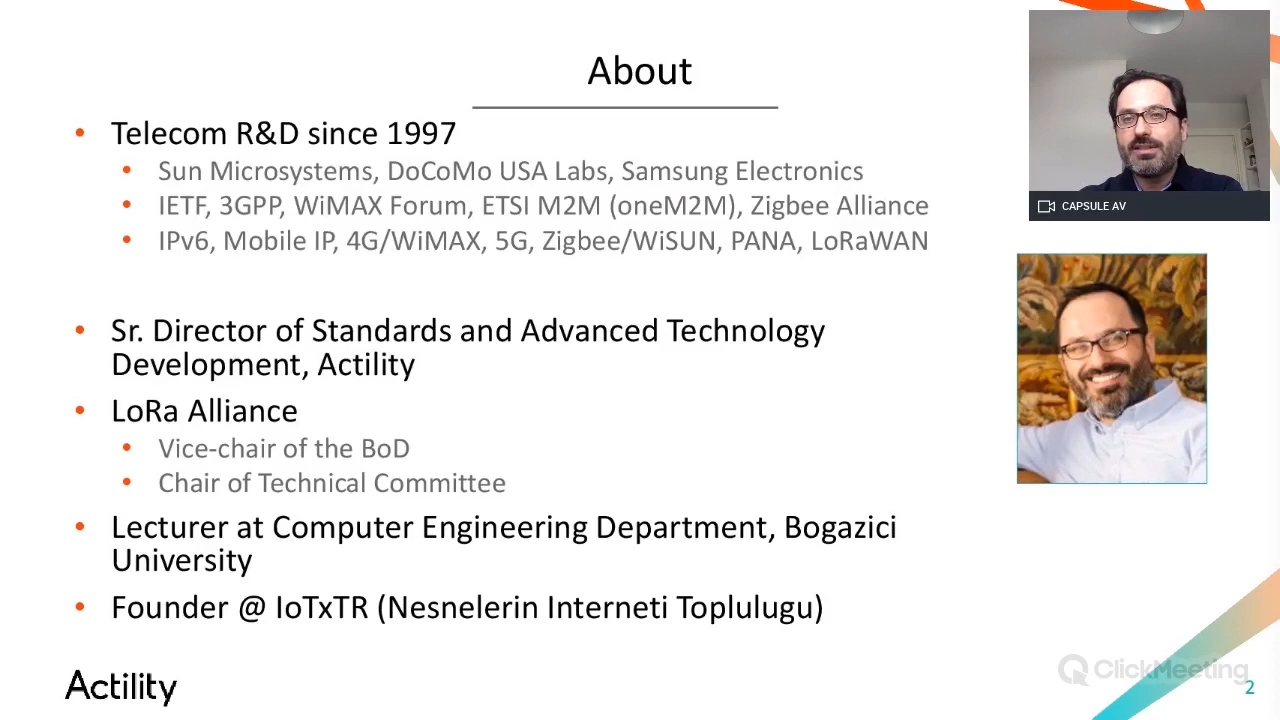 About
Telecom R&D since 1997
Sun Microsystems, DoCoMo USA Labs, Samsung Electronics
IETF, 3GPP, WiMAX Forum, ETSI M2M (oneM2M), Zigbee Alliance
IPv6, Mobile IP, 4G/WiMAX, 5G, Zigbee/WiSUN, PANA, LoRaWAN
Sr. Director of Standards and Advanced Technology
Development, Actility
LoRa Alliance
Vice-chair of the BoD
Chair of Technical Committee
Lecturer at Computer Engineering Department, Bogazici
University
Founder @ IoTxTR (Nesnelerin Interneti Toplulugu)
CAPSULE AV
Actility
ClickMeeting
2